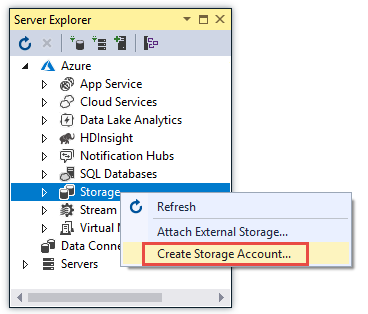 Server Explorer
Azure
App Service
Cloud Services
Data Lake Analytics
HDInsight
Notification Hubs
SQL Databases
Storage
Refresh
Stream
Attach External Storage...
Virtual
Create Storage Account...
Data Conne
Servers